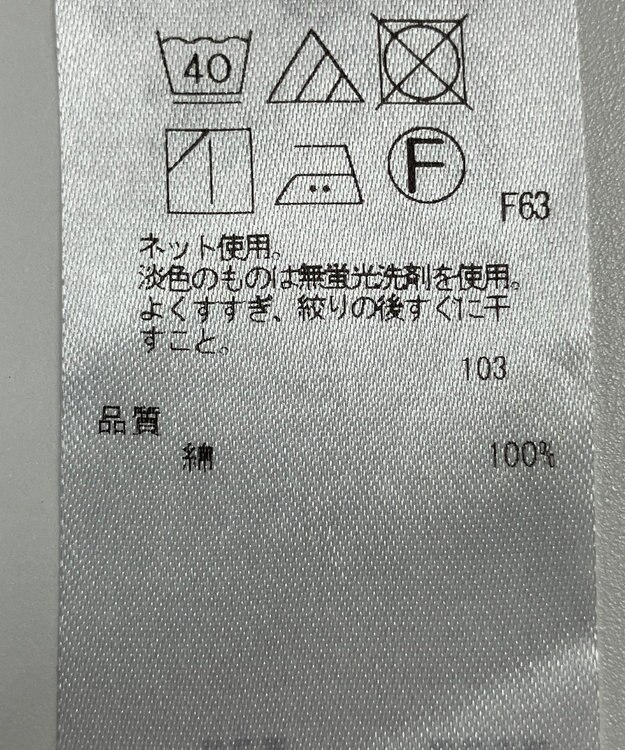 40
F
F63
ネット使用。
淡色のものは無蛍光洗剤を使用。
よくすすぎ、絞りの後すぐに干
すこと。
103
品質
綿 100%